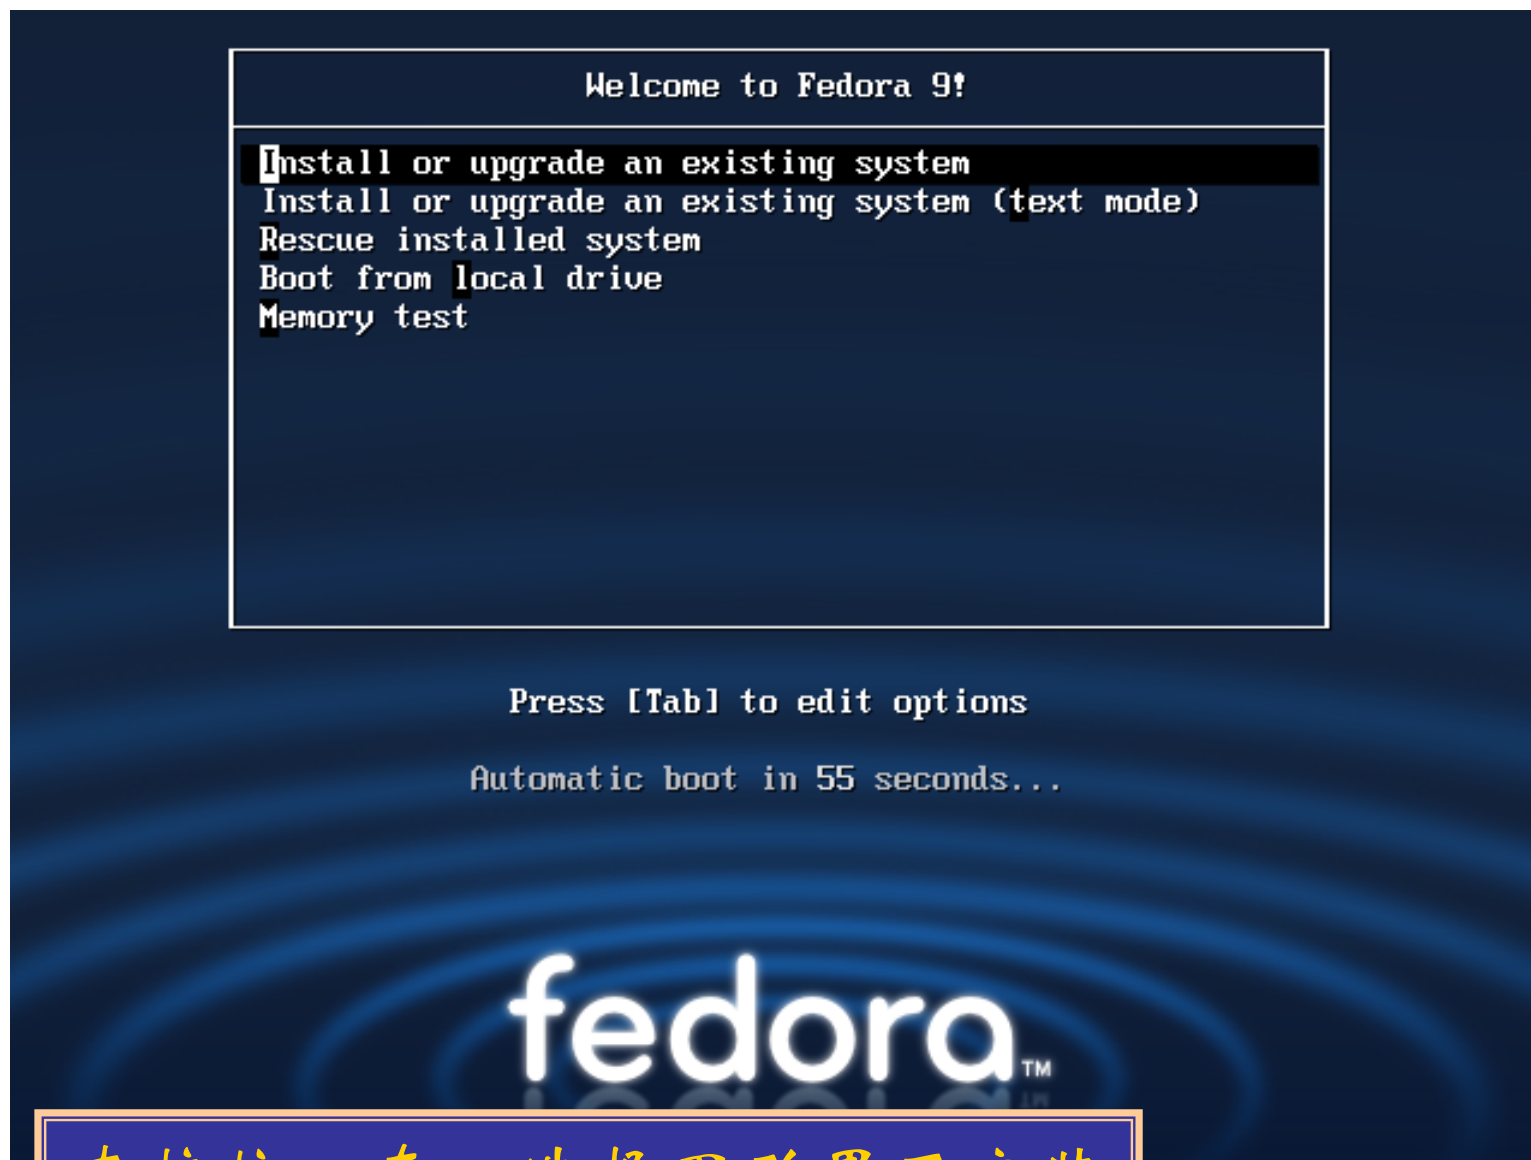 Welcome to Fedora 9!
Install or upgrade an existing system
Install or upgrade an existing system (text mode)
Rescue installed system
Boot from local drive
Memory test
Press [Tab] to edit options
Automatic boot in 55 seconds...
fedora™